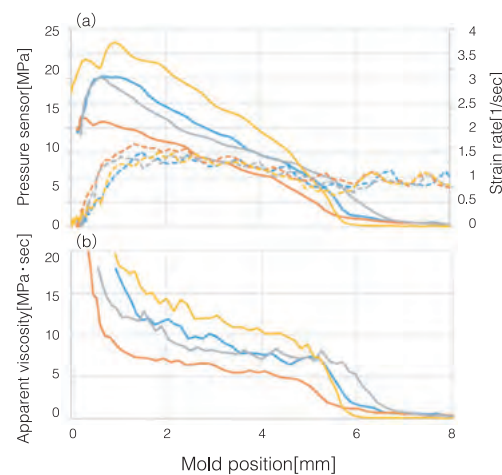 (a)
Pressure sensor[MPa]
25
20
15
10
5
0
4
3.5
3
2.5
2
1.5
1
0.5
0
Strain rate[1/sec]
(b)
Apparent viscosity[MPa・sec]
20
15
10
5
0
0 2 4 6 8
Mold position[mm]